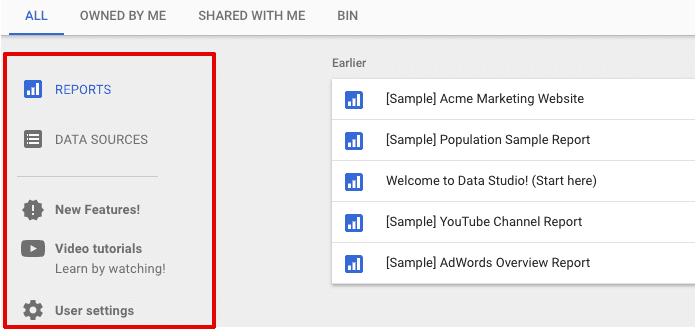 ALL OWNED BY ME SHARED WITH ME BIN
REPORTS
DATA SOURCES
New Features!
Video tutorials
Learn by watching!
User settings
Earlier
[Sample] Acme Marketing Website
[Sample] Population Sample Report
Welcome to Data Studio! (Start here)
[Sample] YouTube Channel Report
[Sample] AdWords Overview Report